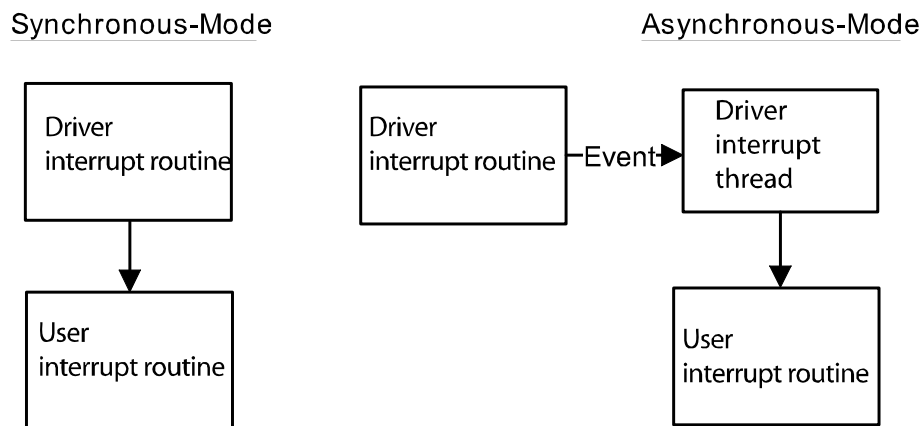 Synchronous-Mode
Driver
interrupt routine
User
interrupt routine
Asynchronous-Mode
Driver
interrupt routine
Event
Driver
interrupt
thread
User
interrupt routine